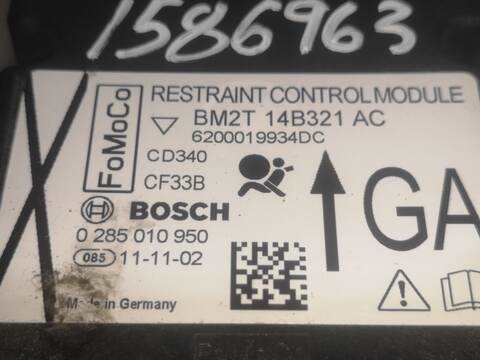 1586963
FoMoCo
RESTRAINT CONTROL MODULE
BM2T 14B321 AC
6200019934DC
CD340
CF33B
GA
BOSCH
0 285 010 950
085 11-11-02
Made in Germany